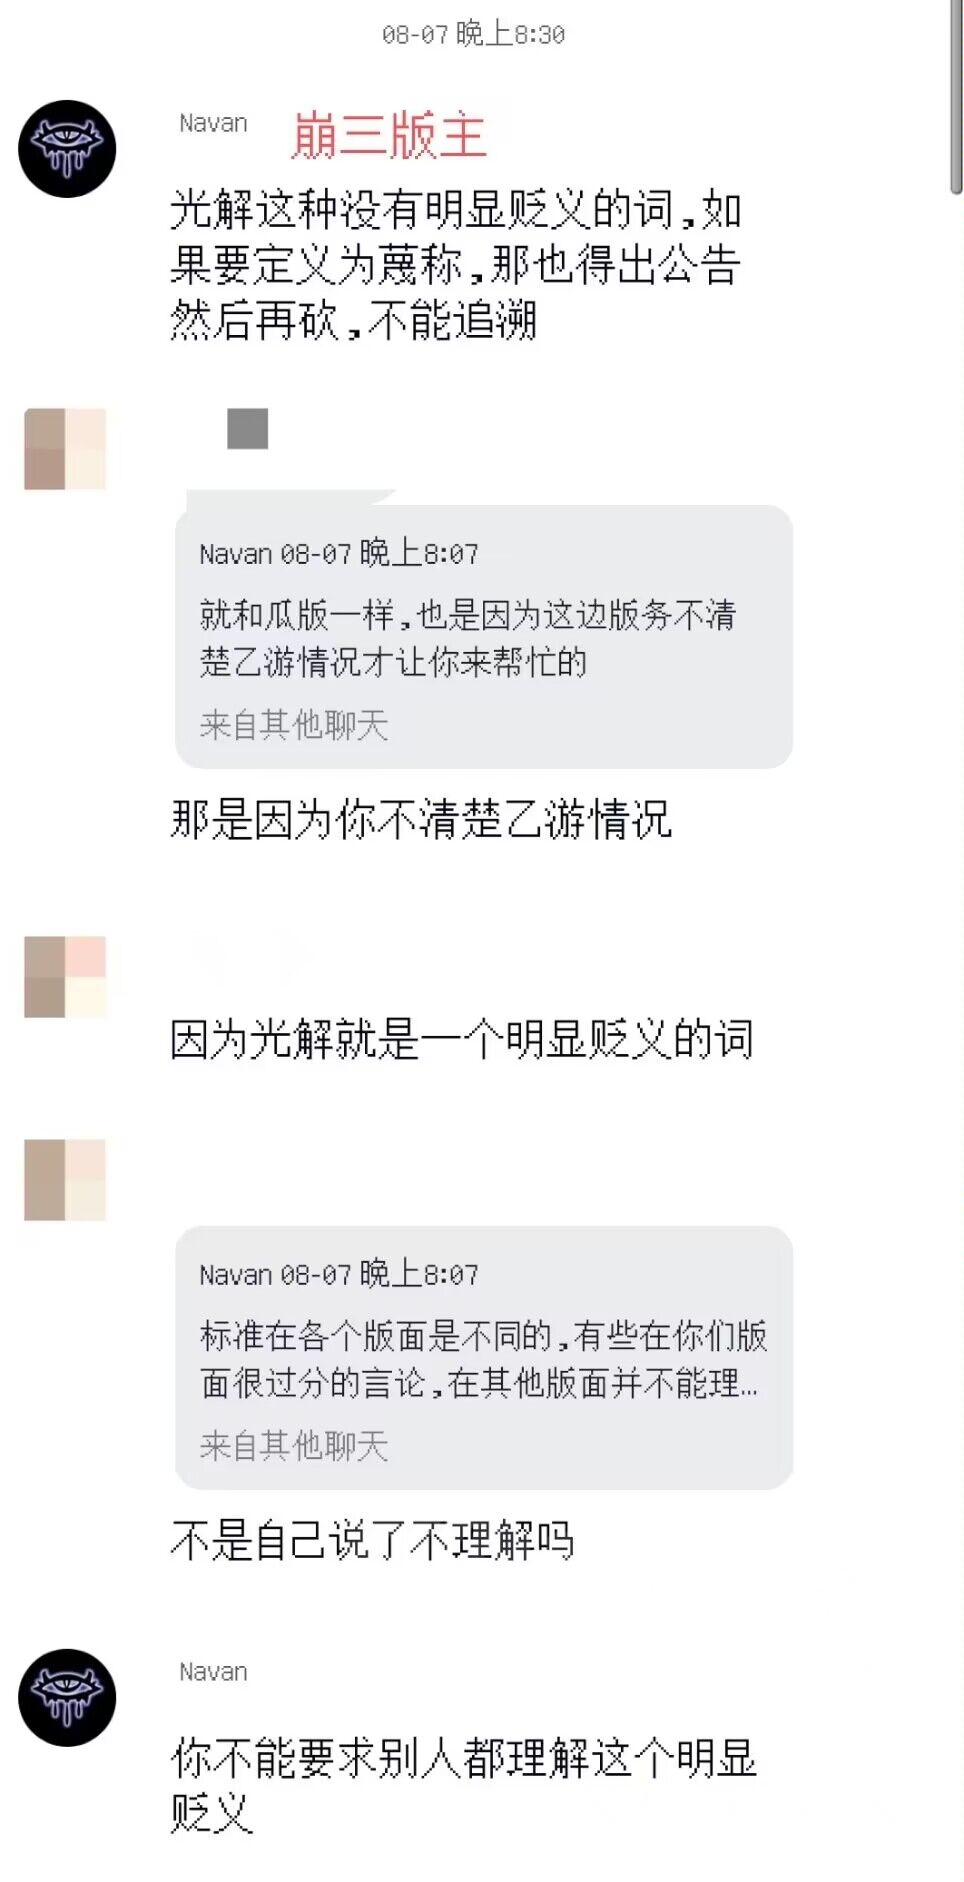 08-07 晚上8:30
Navan 崩三版主
光解这种没有明显贬义的词,如
果要定义为蔑称,那也得出公告
然后再砍,不能追溯
Navan 08-07 晚上8:07
就和瓜版一样,也是因为这边版务不清
楚乙游情况才让你来帮忙的
来自其他聊天
那是因为你不清楚乙游情况
因为光解就是一个明显贬义的词
Navan 08-07 晚上8:07
标准在各个版面是不同的,有些在你们版
面很过分的言论,在其他版面并不能理...
来自其他聊天
不是自己说了不理解吗
Navan
你不能要求别人都理解这个明显
贬义